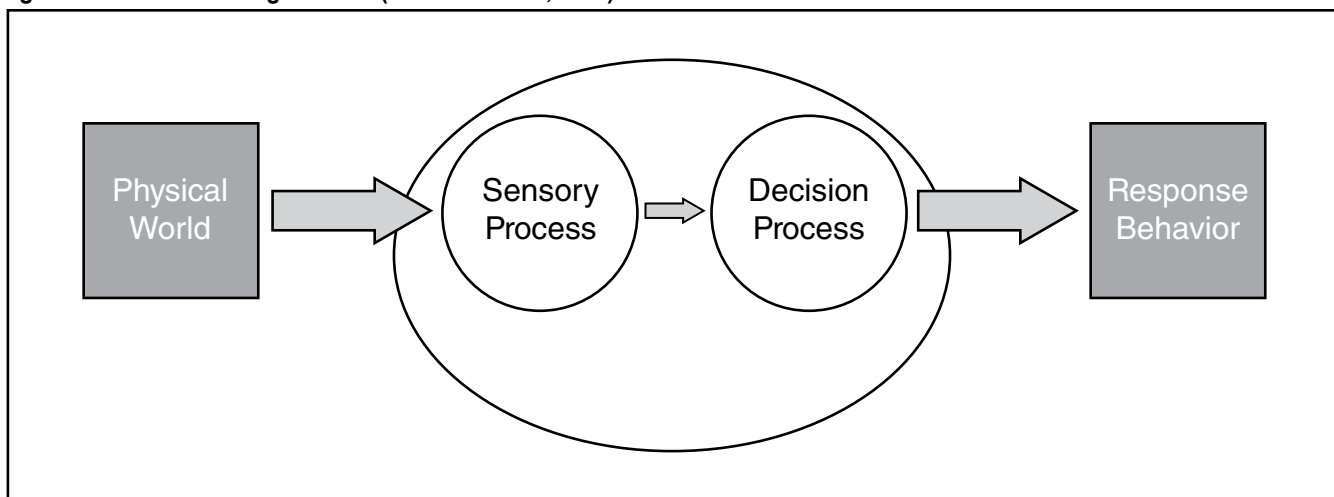 Physical
World
Sensory
Process
Decision
Process
Response
Behavior